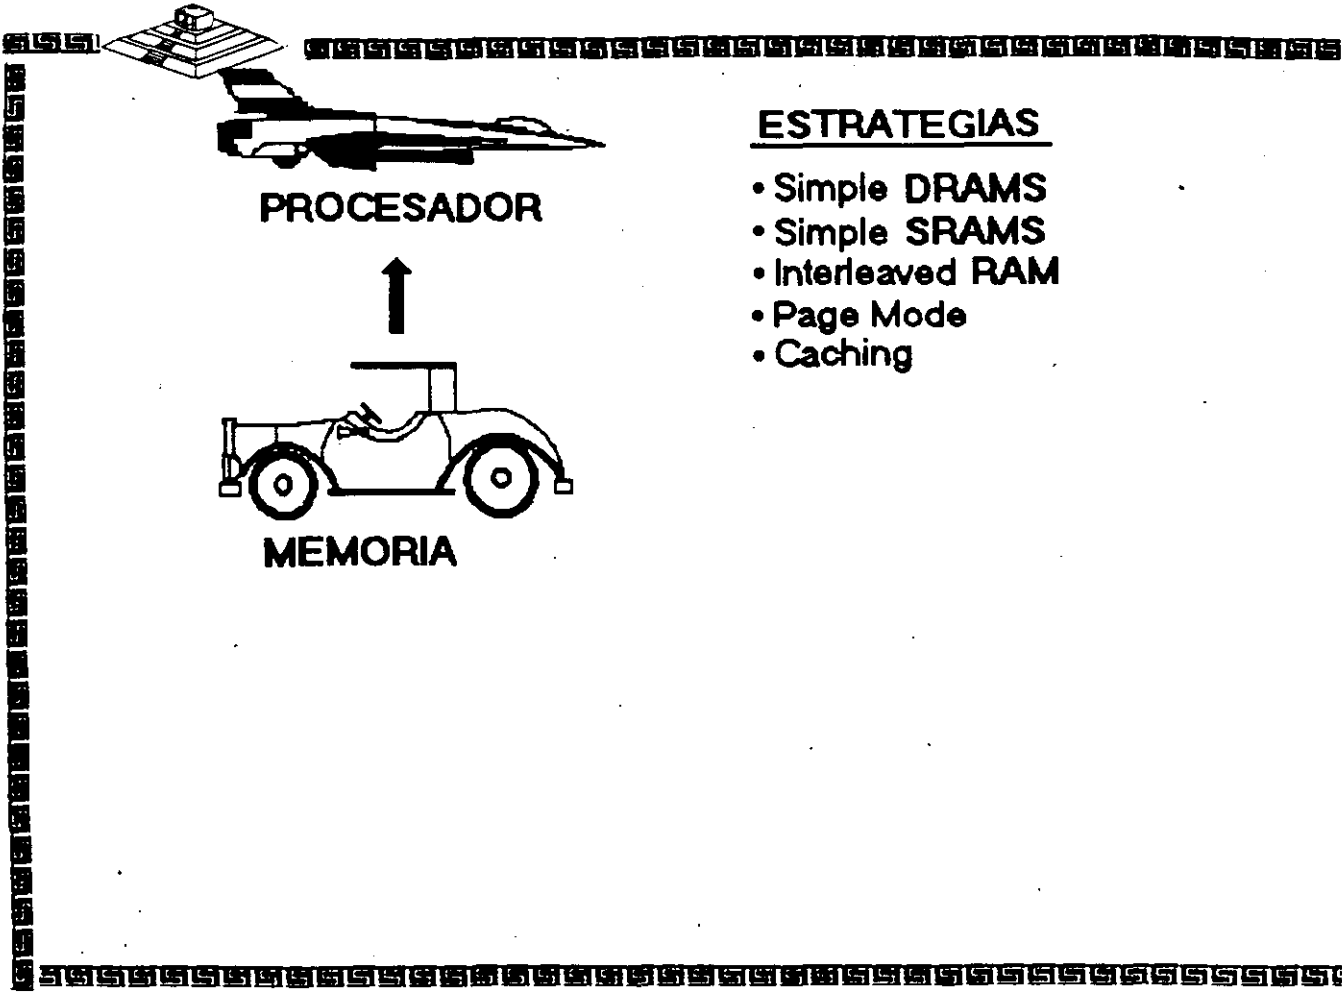 PROCESADOR
MEMORIA
ESTRATEGIAS
• Simple DRAMS
• Simple SRAMS
• Interleaved RAM
• Page Mode
• Caching